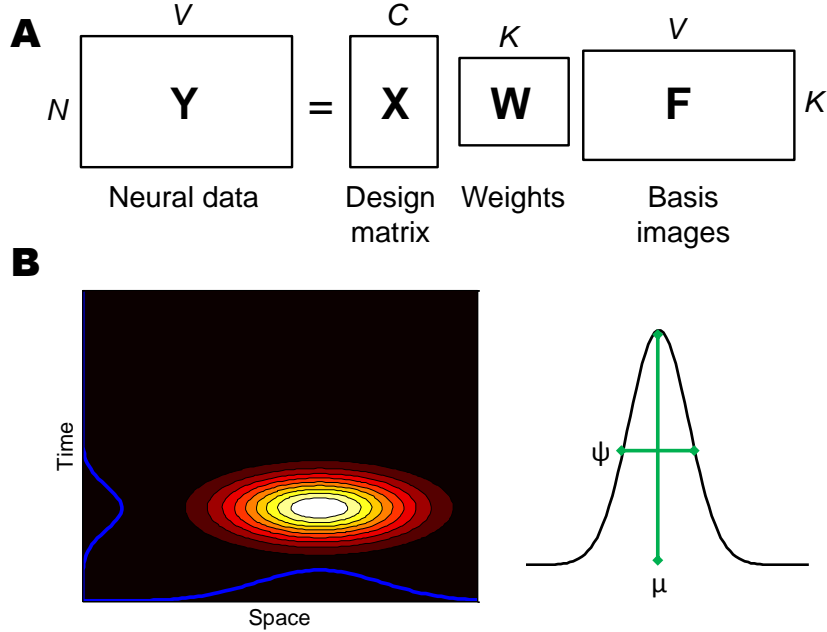 A
V
C
K
V
N
Y
=
X
W
F
K
Neural data
Design
matrix
Weights
Basis
images
B
Time
Space
ψ
μ